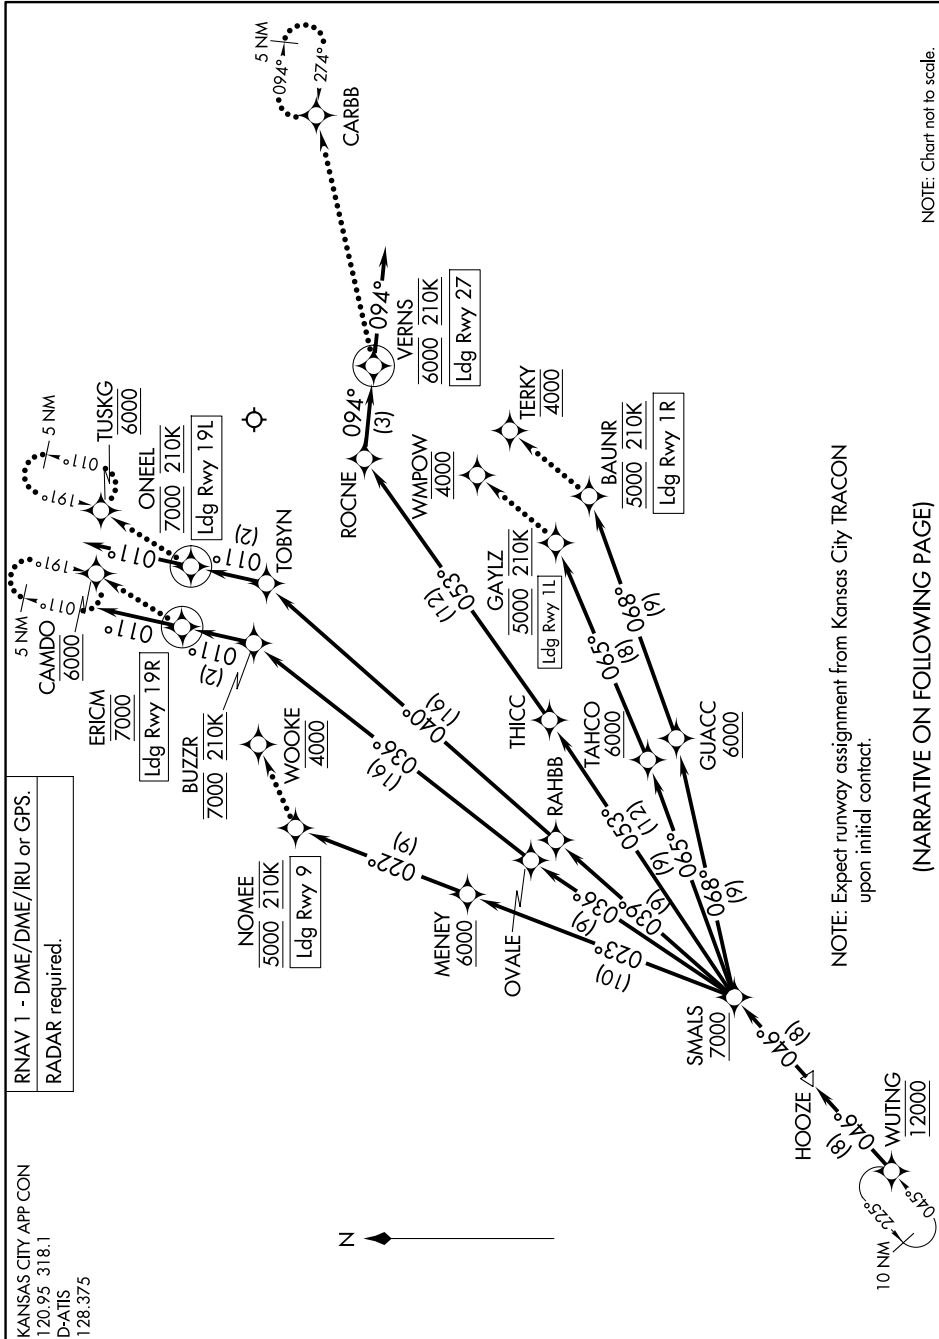 KANSAS CITY APP CON
120.95 318.1
D-ATIS
128.375
RNAV 1 - DME/DME/IRU or GPS.
RADAR required.
5 NM
011°
191°
CAMDO
6000
5 NM
011°
191°
TUSKG
6000
5 NM
094°
274°
CARBB
ERICM
7000
Ldg Rwy 19R
011°
011°
(2)
ONEEL
7000 210K
Ldg Rwy 19L
011°
011°
(2)
BUZZR
7000 210K
TOBYN
WOOKE
4000
NOMEE
5000 210K
Ldg Rwy 9
022°
(9)
036°
(16)
040°
(16)
ROCNE
094°
(3)
094°
VERNS
6000 210K
Ldg Rwy 27
053°
(12)
WMPOW
4000
TERKY
4000
GAYLZ
5000 210K
Ldg Rwy 1L
BAUNR
5000 210K
Ldg Rwy 1R
MENEY
6000
OVALE
RAHBB
THICC
TAHCO
6000
GUACC
6000
065°
(8)
068°
(9)
023°
(10)
036°
(9)
039°
(9)
053°
(12)
065°
(9)
068°
(9)
SMALS
7000
046°
(8)
HOOZE
046°
(8)
WUTNG
12000
10 NM
225°
045°
N
NOTE: Expect runway assignment from Kansas City TRACON
upon initial contact.
(NARRATIVE ON FOLLOWING PAGE)
NOTE: Chart not to scale.